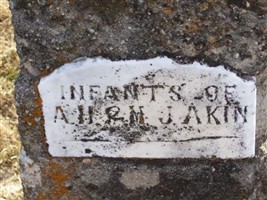 INFANTS OF
A.H. & M.J. AKIN